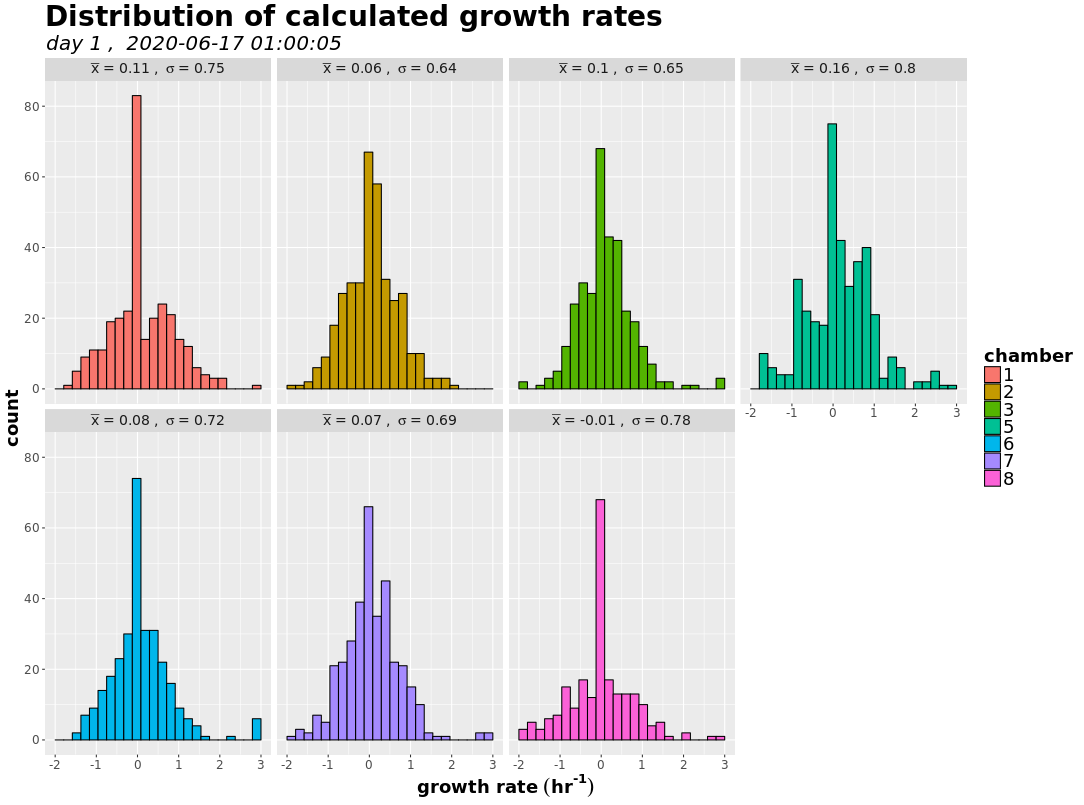 Distribution of calculated growth rates
day 1 ,  2020-06-17 01:00:05
x̅ = 0.11 ,  σ = 0.75
x̅ = 0.06 ,  σ = 0.64
x̅ = 0.1 ,  σ = 0.65
x̅ = 0.16 ,  σ = 0.8
80
60
40
20
0
-2 -1 0 1 2 3
x̅ = 0.08 ,  σ = 0.72
x̅ = 0.07 ,  σ = 0.69
x̅ = -0.01 ,  σ = 0.78
80
60
40
20
0
-2 -1 0 1 2 3 -2 -1 0 1 2 3 -2 -1 0 1 2 3
count
growth rate (hr⁻¹)
chamber
1
2
3
5
6
7
8